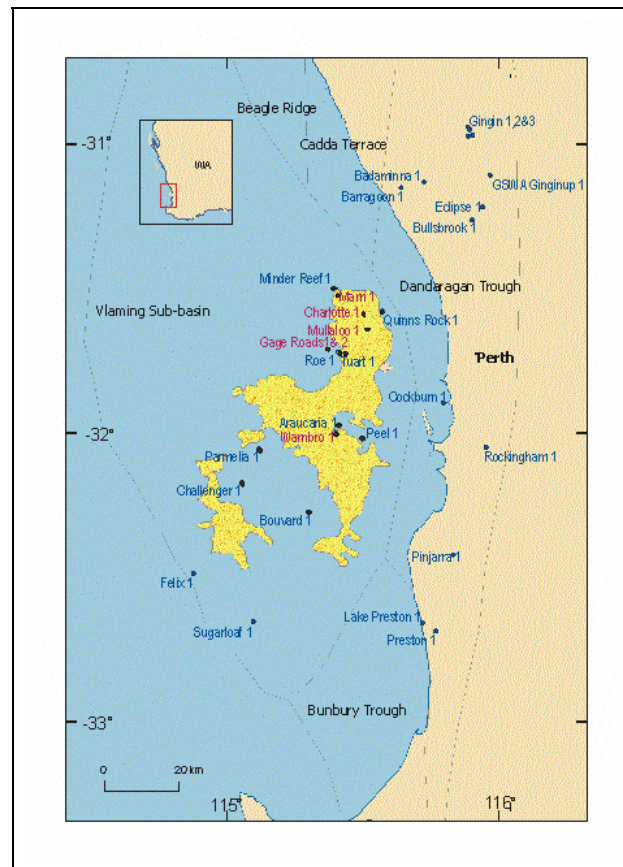 Beagle Ridge
Gingin 1,2&3
-31°
Cadda Terrace
WA
Badaminna 1
GSWA Ginginup 1
Barragoon 1
Eclipse 1
Bullsbrook 1
Minder Reef 1
Dandaragan Trough
Marri 1
Vlaming Sub-basin
Charlotte 1
Quinns Rock 1
Mullaloo 1
Gage Roads1& 2
Roe 1
Tuart 1
Perth
Cockburn 1
Araucaria 1
-32°
Warnbro 1
Peel 1
Parmelia 1
Rockingham 1
Challenger 1
Bouvard 1
Pinjarra 1
Felix 1
Lake Preston 1
Sugarloaf 1
Preston 1
Bunbury Trough
-33°
0
20 km
115°
116°